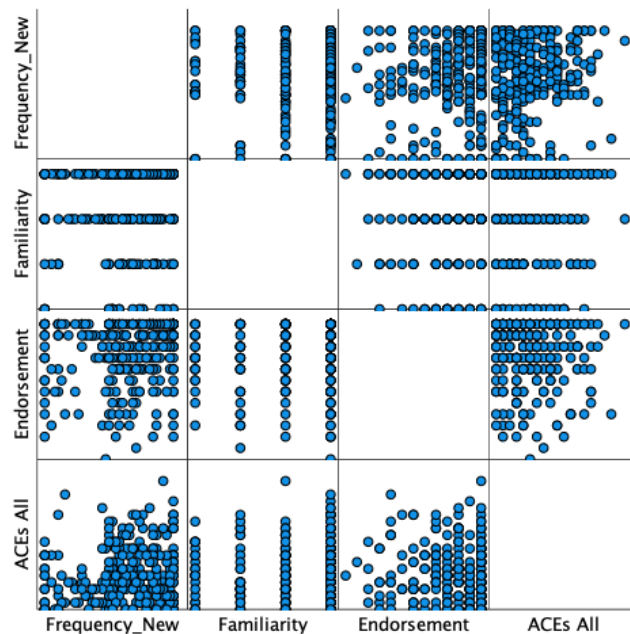 Frequency_New
Familiarity
Endorsement
ACEs All
Frequency_New
Familiarity
Endorsement
ACEs All